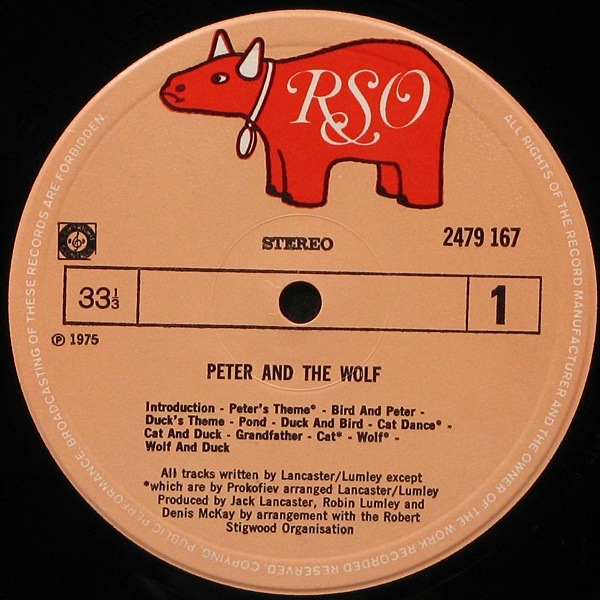 RSO
STEREO
2479 167
33⅓
1
℗ 1975
PETER AND THE WOLF
Introduction - Peter's Theme* - Bird And Peter -
Duck's Theme - Pond - Duck And Bird - Cat Dance* -
Cat And Duck - Grandfather - Cat* - Wolf* -
Wolf And Duck
All tracks written by Lancaster/Lumley except
*which are by Prokofiev arranged Lancaster/Lumley
Produced by Jack Lancaster, Robin Lumley and
Denis McKay by arrangement with the Robert
Stigwood Organisation
ALL RIGHTS OF THE RECORD MANUFACTURER AND THE OWNER OF THE WORK RECORDED RESERVED. COPYING, PUBLIC PERFORMANCE, BROADCASTING OF THESE RECORDS ARE FORBIDDEN.